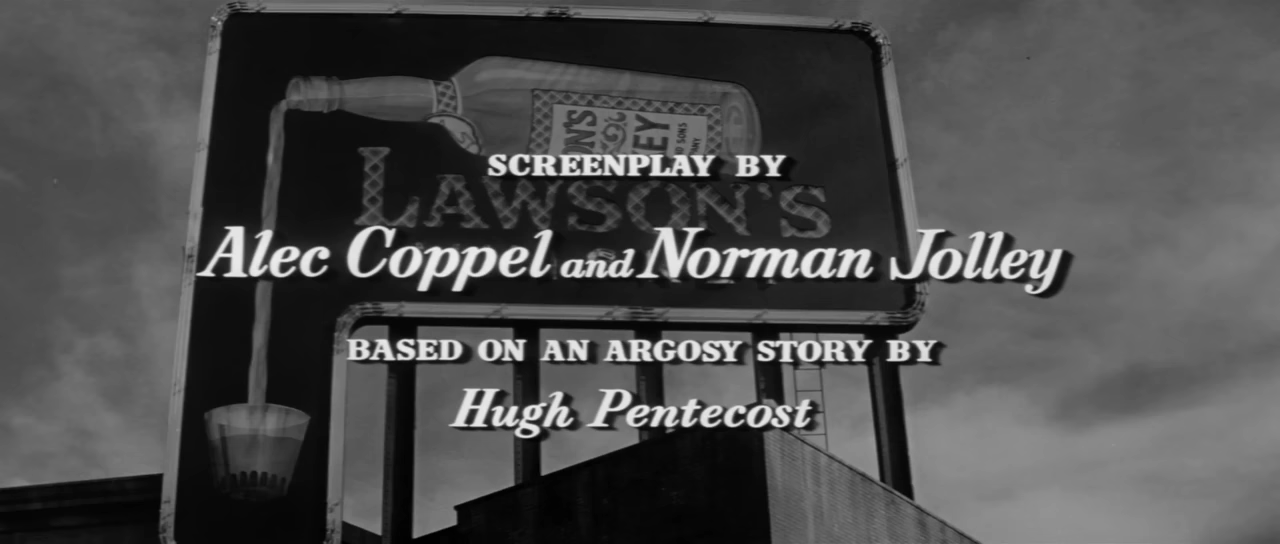 SCREENPLAY BY
LAWSON'S
Alec Coppel and Norman Jolley
BASED ON AN ARGOSY STORY BY
Hugh Pentecost